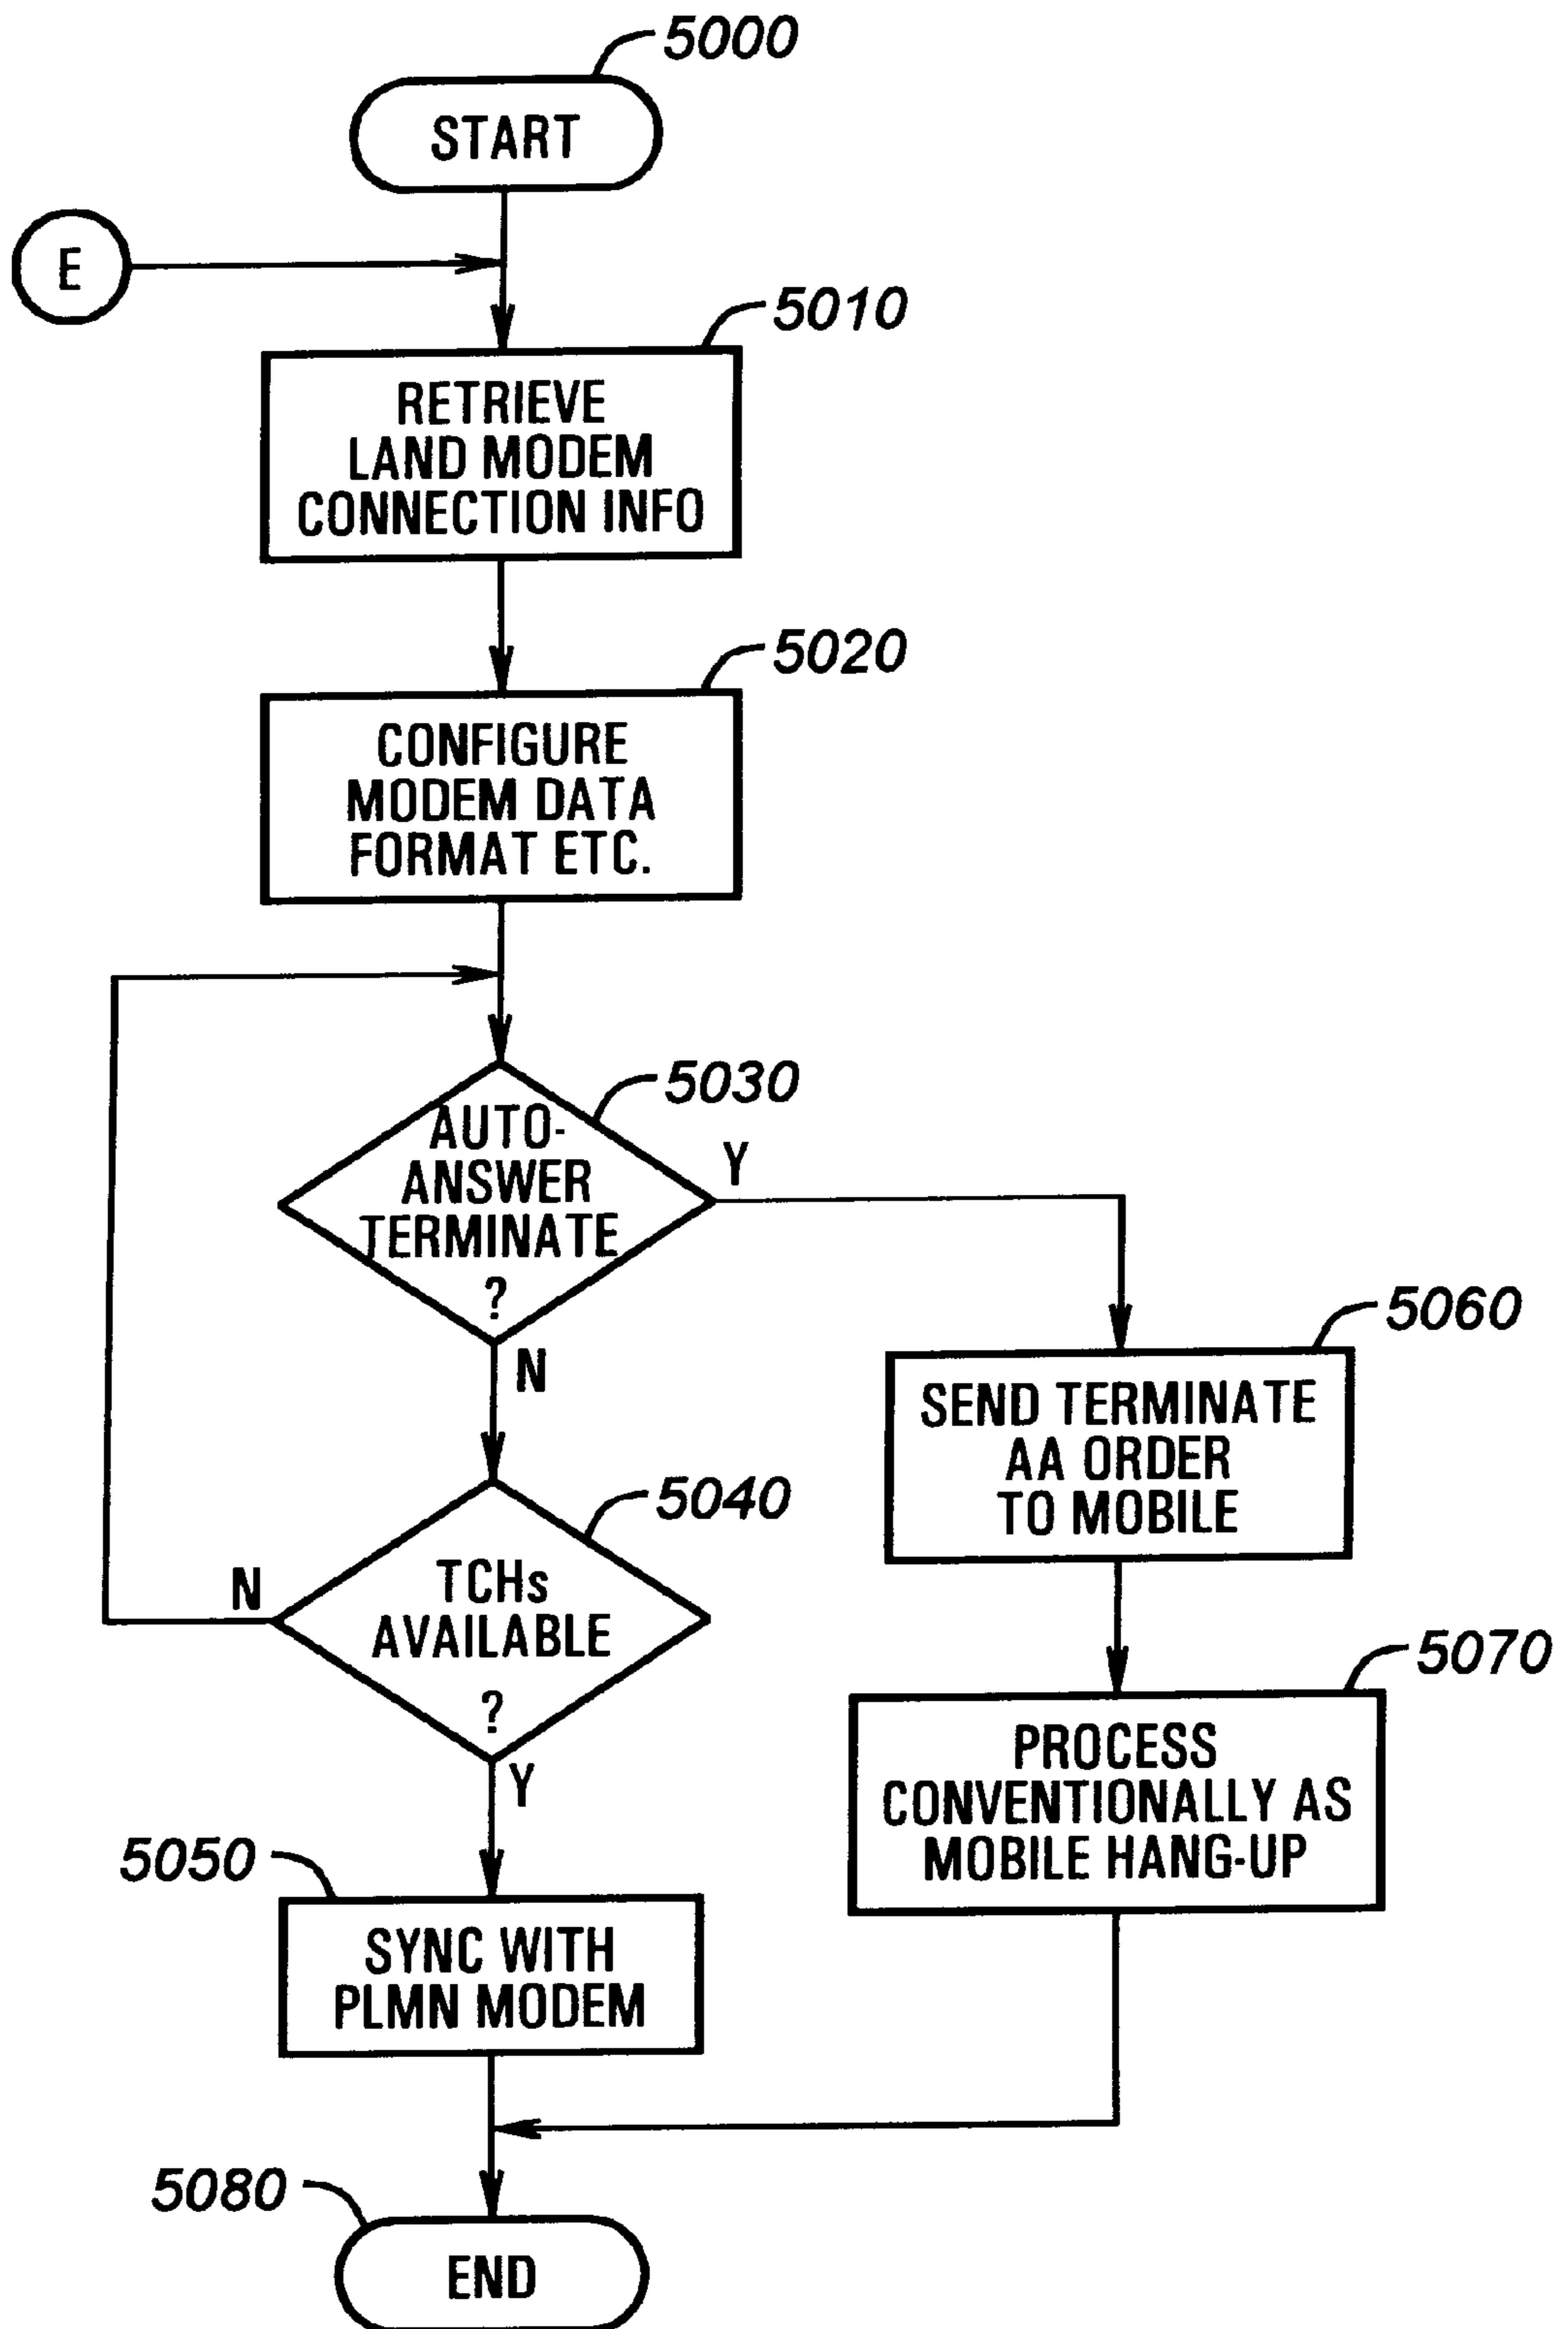 5000
START
E
5010
RETRIEVE
LAND MODEM
CONNECTION INFO
5020
CONFIGURE
MODEM DATA
FORMAT ETC.
5030
AUTO-
ANSWER
TERMINATE
?
Y
N
5060
SEND TERMINATE
AA ORDER
TO MOBILE
5040
TCHs
AVAILABLE
?
N
Y
5070
PROCESS
CONVENTIONALLY AS
MOBILE HANG-UP
5050
SYNC WITH
PLMN MODEM
5080
END